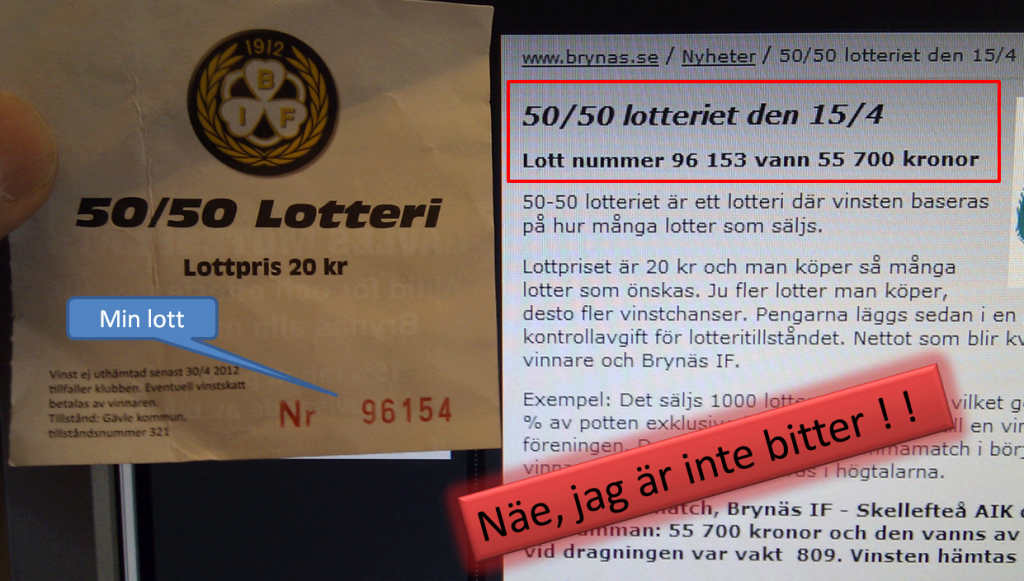 1912
B
I F
50/50 Lotteri
Lottpris 20 kr
Min lott
Vinst ej uthämtad senast 30/4 2012
tillfaller klubben. Eventuell vinstskatt
betalas av vinnaren.
Tillstånd: Gävle kommun,
tillståndsnummer 321
Nr 96154
www.brynas.se / Nyheter / 50/50 lotteriet den 15/4
50/50 lotteriet den 15/4
Lott nummer 96 153 vann 55 700 kronor
50-50 lotteriet är ett lotteri där vinsten baseras
på hur många lotter som säljs.
Lottpriset är 20 kr och man köper så många
lotter som önskas. Ju fler lotter man köper,
desto fler vinstchanser. Pengarna läggs sedan i en
kontrollavgift för lotteritillståndet. Nettot som blir
vinnare och Brynäs IF.
Exempel: Det säljs 1000 vilket
% av potten en
föreningen. i
i högtalarna.
Näe, jag är inte bitter ! !
Brynäs IF - Skellefteå AIK
55 700 kronor och den vanns av
vid dragningen var vakt 809. Vinsten hämtas